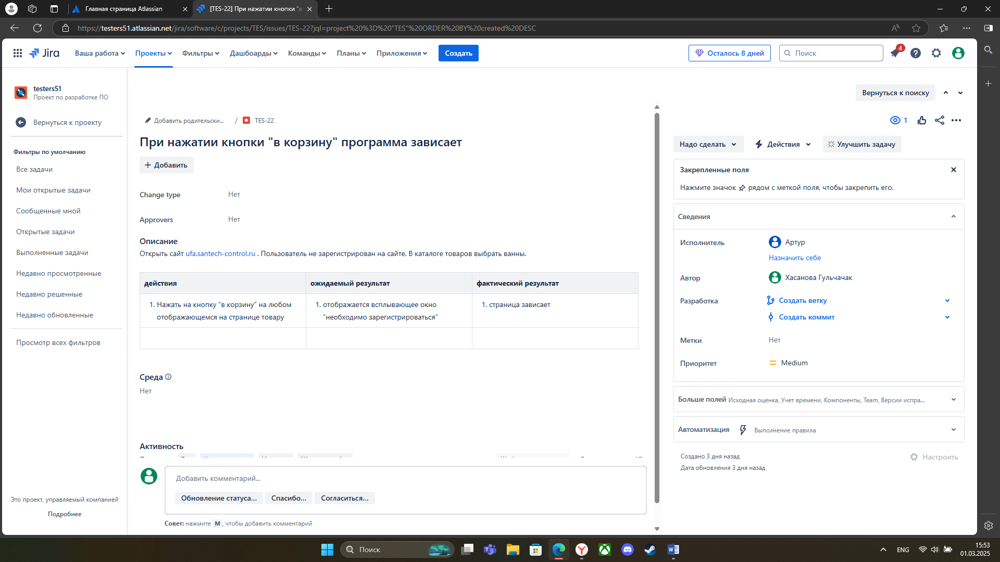 Главная страница Atlassian
[TES-22] При нажатии кнопки "в
https://testers51.atlassian.net/jira/software/c/projects/TES/issues/TES-22?jql=project%20%3D%20"TES"%20ORDER%20BY%20created%20DESC
Jira
Ваша работа
Проекты
Фильтры
Дашборды
Команды
Планы
Приложения
Создать
Осталось 8 дней
Поиск
4
testers51
Проект по разработке ПО
Вернуться к проекту
Фильтры по умолчанию
Все задачи
Мои открытые задачи
Сообщенные мной
Открытые задачи
Выполненные задачи
Недавно просмотренные
Недавно решенные
Недавно обновленные
Просмотр всех фильтров
Это проект, управляемый компанией
Подробнее
Вернуться к поиску
Добавить родительски... / TES-22
При нажатии кнопки "в корзину" программа зависает
+ Добавить
Change type Нет
Approvers Нет
Описание
Открыть сайт ufa.santech-control.ru . Пользователь не зарегистрирован на сайте. В каталоге товаров выбрать ванны.
действия ожидаемый результат фактический результат
1. Нажать на кнопку “в корзину” на любом отображающемся на странице товару
1. отображается всплывающее окно “необходимо зарегистрироваться“
1. страница зависает
Среда
Нет
Активность
Добавить комментарий...
Обновление статуса... Спасибо... Согласиться...
Совет: нажмите M , чтобы добавить комментарий
1
Надо сделать
Действия
Улучшить задачу
Закрепленные поля
Нажмите значок рядом с меткой поля, чтобы закрепить его.
Сведения
Исполнитель Артур
Назначить себе
Автор Хасанова Гульчачак
Разработка Создать ветку
Создать коммит
Метки Нет
Приоритет Medium
Больше полей Исходная оценка, Учет времени, Компоненты, Team, Версии испра...
Автоматизация Выполнение правила
Создано 3 дня назад
Настроить
Дата обновления 3 дня назад
Поиск
ENG
15:53
01.03.2025